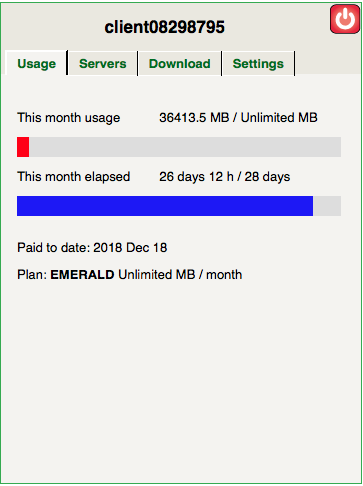 client08298795
Usage Servers Download Settings
This month usage 36413.5 MB / Unlimited MB
This month elapsed 26 days 12 h / 28 days
Paid to date: 2018 Dec 18
Plan: EMERALD Unlimited MB / month